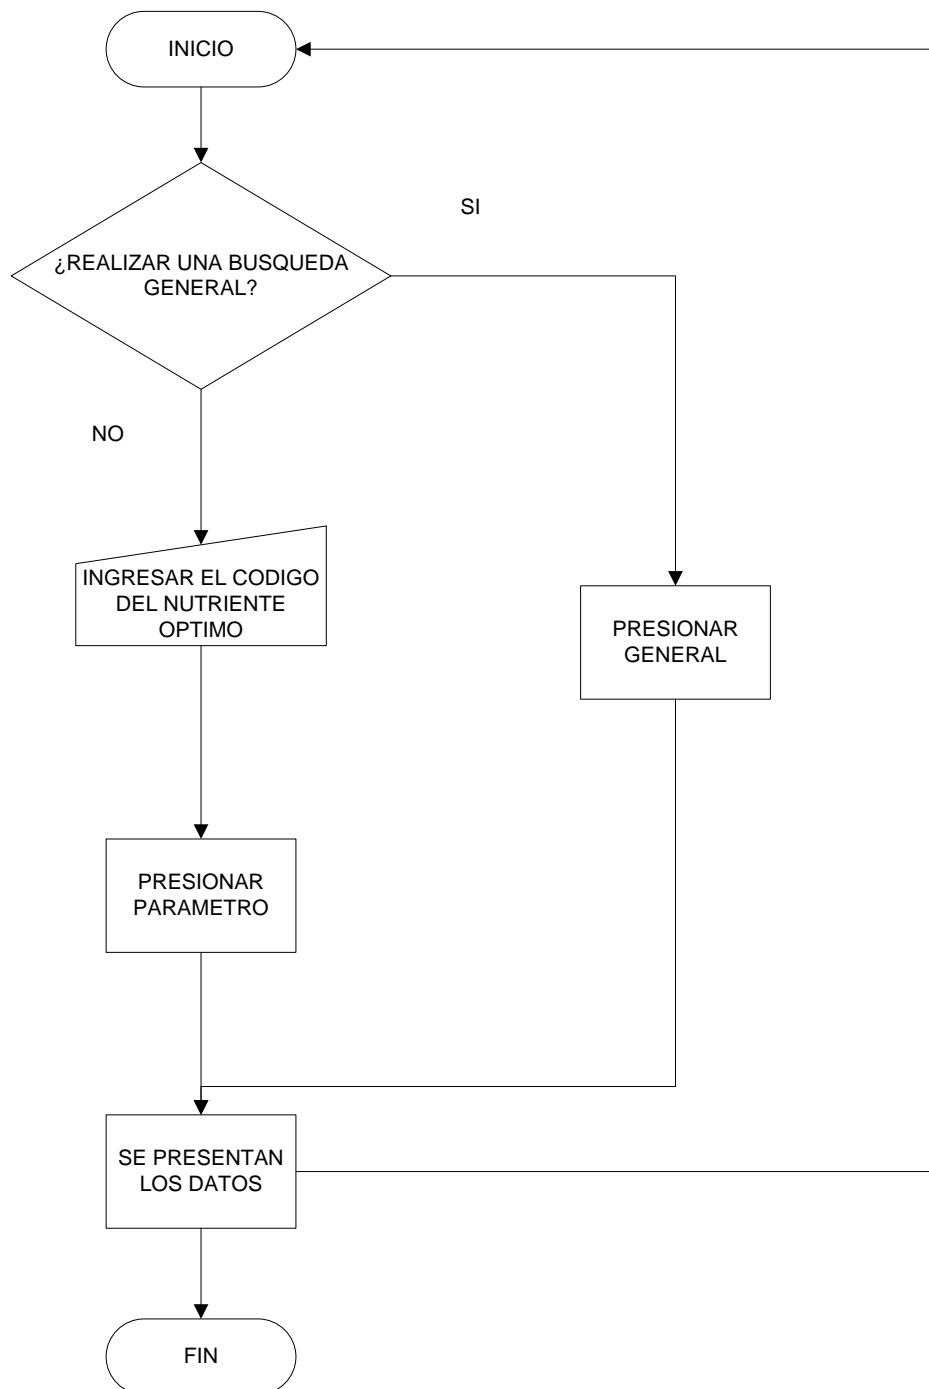 INICIO
SI
¿REALIZAR UNA BUSQUEDA
GENERAL?
NO
INGRESAR EL CODIGO
DEL NUTRIENTE
OPTIMO
PRESIONAR
GENERAL
PRESIONAR
PARAMETRO
SE PRESENTAN
LOS DATOS
FIN